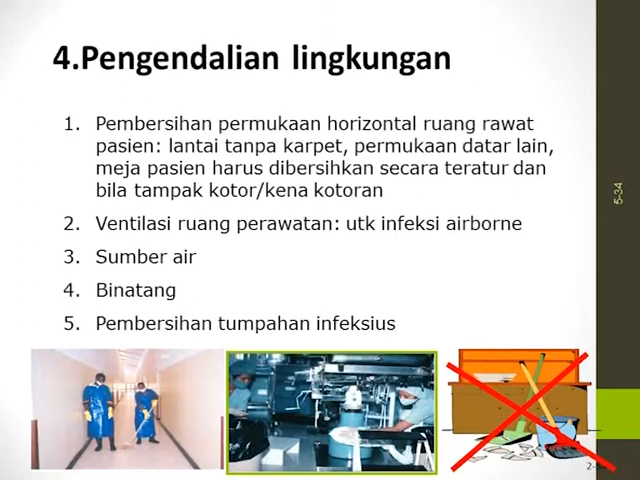 4.Pengendalian lingkungan
1. Pembersihan permukaan horizontal ruang rawat
pasien: lantai tanpa karpet, permukaan datar lain,
meja pasien harus dibersihkan secara teratur dan
bila tampak kotor/kena kotoran
2. Ventilasi ruang perawatan: utk infeksi airborne
3. Sumber air
4. Binatang
5. Pembersihan tumpahan infeksius
5-34